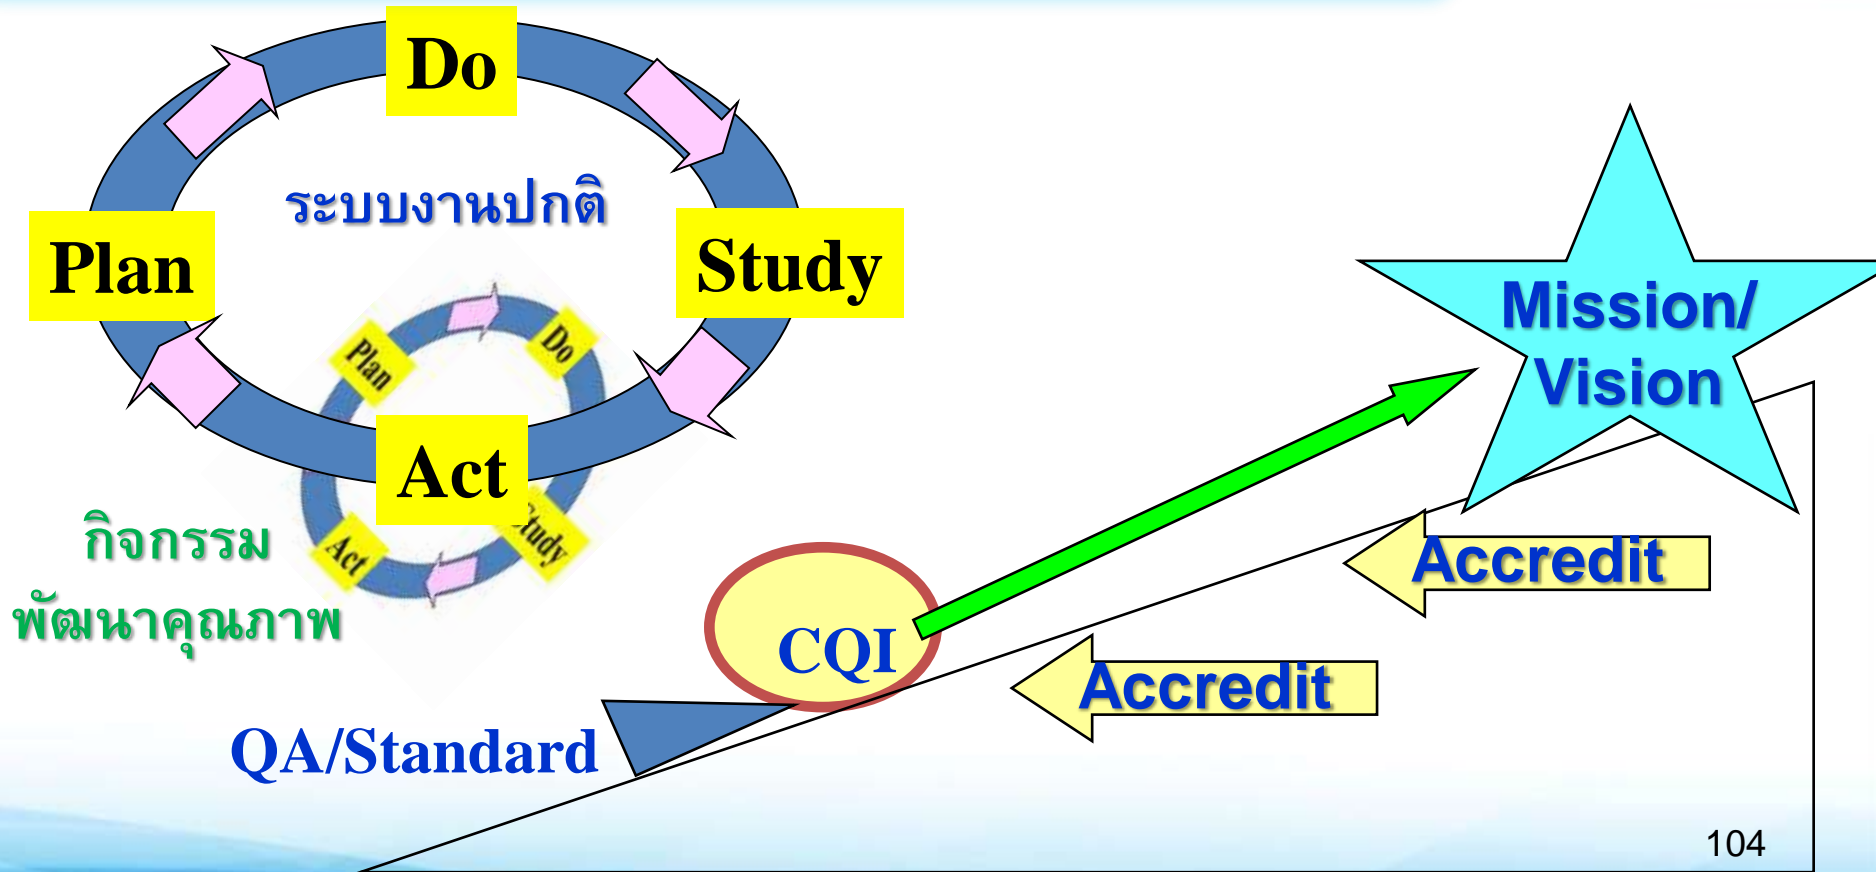 Do
ระบบงานปกติ
Plan
Study
Plan
Do
Act
Study
Act
กิจกรรม
พัฒนาคุณภาพ
CQI
QA/Standard
Mission/
Vision
Accredit
Accredit
104